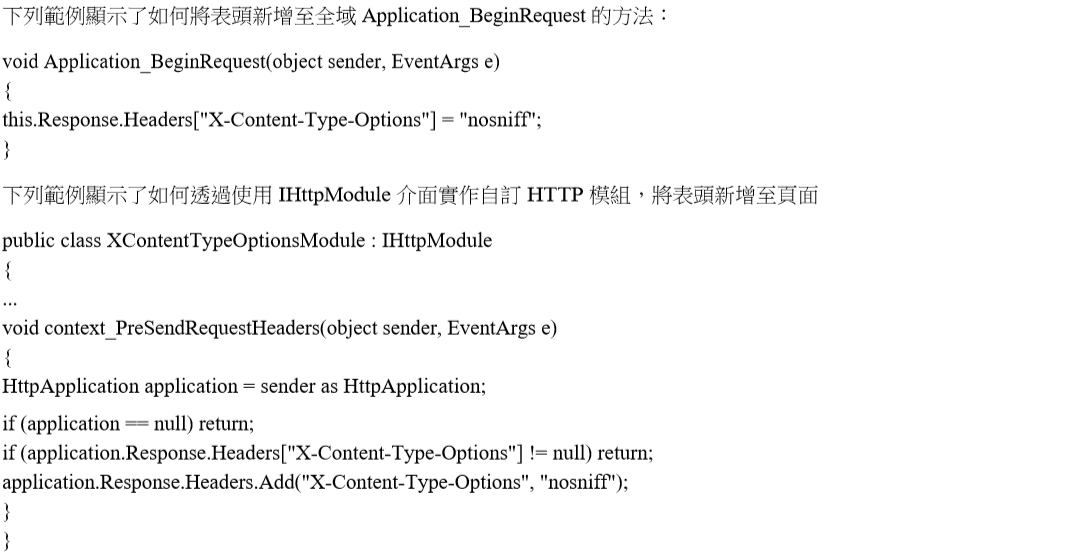 下列範例顯示了如何將表頭新增至全域 Application_BeginRequest 的方法：
void Application_BeginRequest(object sender, EventArgs e)
{
this.Response.Headers["X-Content-Type-Options"] = "nosniff";
}
下列範例顯示了如何透過使用 IHttpModule 介面實作自訂 HTTP 模組，將表頭新增至頁面
public class XContentTypeOptionsModule : IHttpModule
{
...
void context_PreSendRequestHeaders(object sender, EventArgs e)
{
HttpApplication application = sender as HttpApplication;
if (application == null) return;
if (application.Response.Headers["X-Content-Type-Options"] != null) return;
application.Response.Headers.Add("X-Content-Type-Options", "nosniff");
}
}